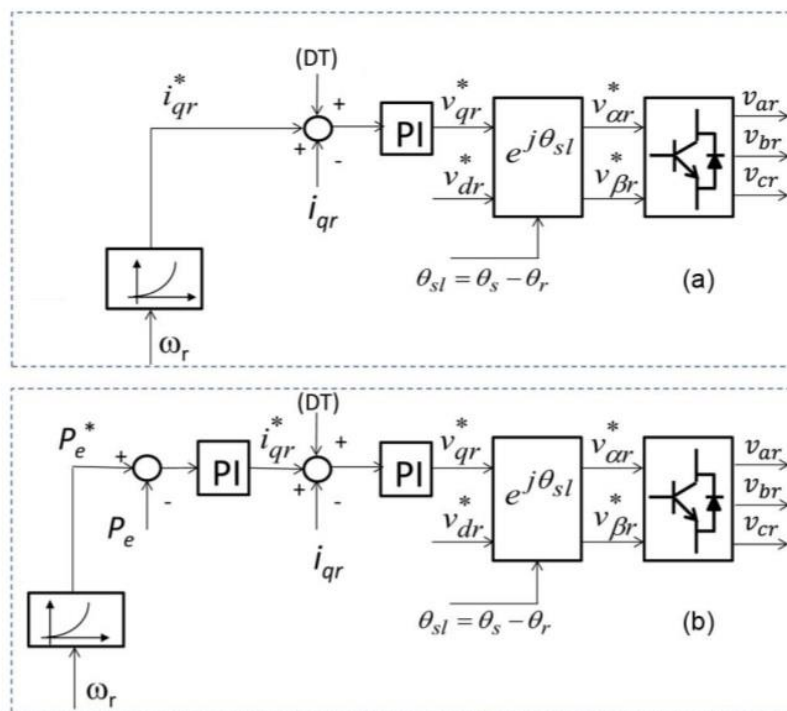 (DT)
i*qr + v*qr v*αr var
PI
+ - e^jθsl vbr
v*dr v*βr
iqr vcr
θsl = θs − θr (a)
ωr
(DT)
Pe* + i*qr + v*qr v*αr var
PI PI
- + - e^jθsl vbr
Pe v*dr v*βr
iqr vcr
θsl = θs − θr (b)
ωr